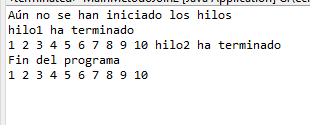 Aún no se han iniciado los hilos
hilo1 ha terminado
1 2 3 4 5 6 7 8 9 10 hilo2 ha terminado
Fin del programa
1 2 3 4 5 6 7 8 9 10